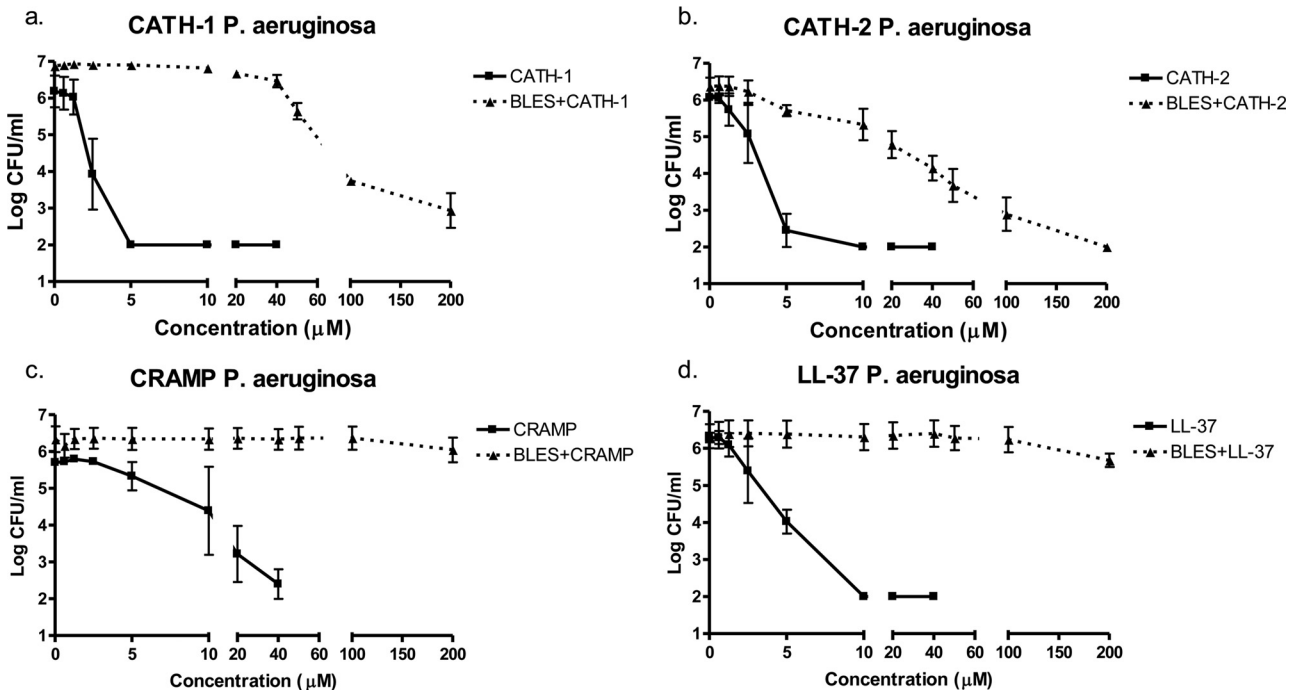 a.
CATH-1 P. aeruginosa
7
6
5
4
3
2
1
Log CFU/ml
0 5 10 20 40 60 100 150 200
Concentration (μM)
CATH-1
BLES+CATH-1
b.
CATH-2 P. aeruginosa
7
6
5
4
3
2
1
Log CFU/ml
0 5 10 20 40 60 100 150 200
Concentration (μM)
CATH-2
BLES+CATH-2
c.
CRAMP P. aeruginosa
7
6
5
4
3
2
1
Log CFU/ml
0 5 10 20 40 60 100 150 200
Concentration (μM)
CRAMP
BLES+CRAMP
d.
LL-37 P. aeruginosa
7
6
5
4
3
2
1
Log CFU/ml
0 5 10 20 40 60 100 150 200
Concentration (μM)
LL-37
BLES+LL-37